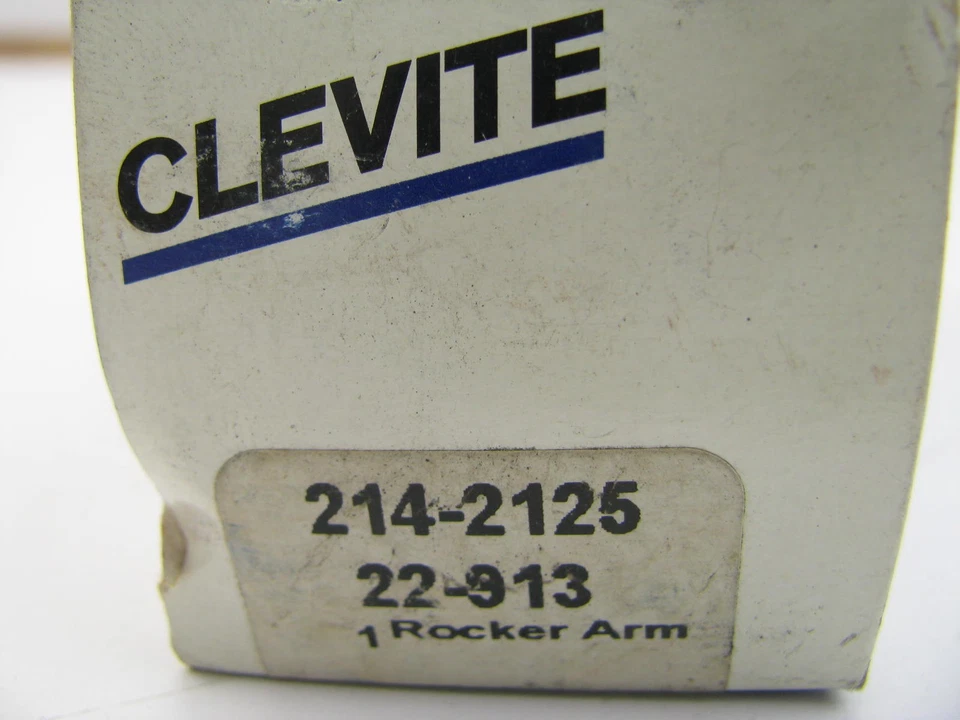 CLEVITE
214-2125
22-913
1 Rocker Arm